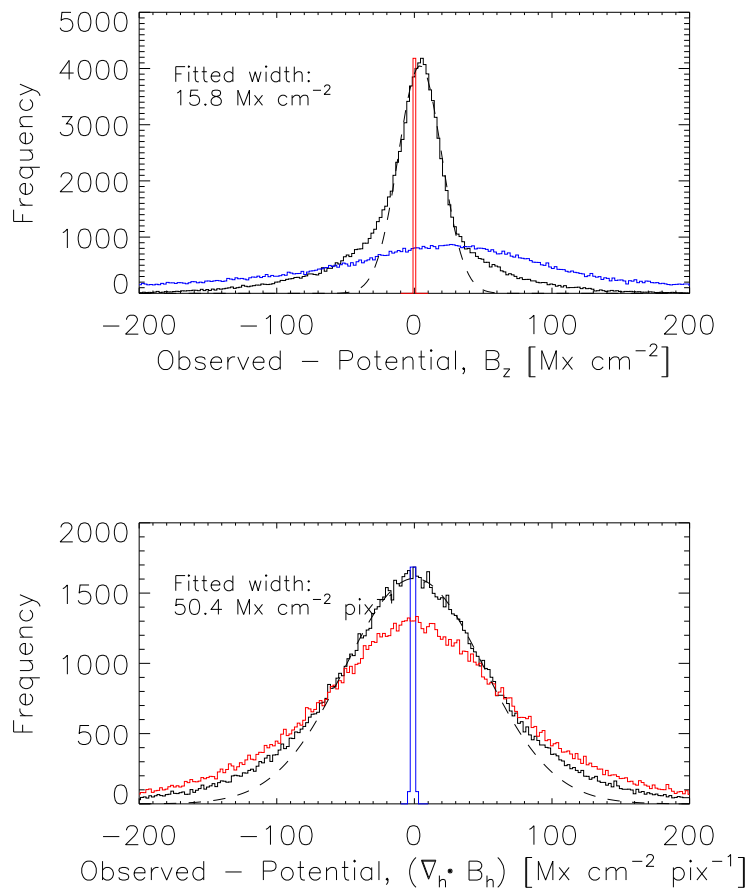 5000
4000
3000
2000
1000
0
Frequency
Fitted width:
15.8 Mx cm⁻²
−200 −100 0 100 200
Observed − Potential, B_z [Mx cm⁻²]
2000
1500
1000
500
0
Frequency
Fitted width:
50.4 Mx cm⁻² pix⁻¹
−200 −100 0 100 200
Observed − Potential, (∇_h· B_h) [Mx cm⁻² pix⁻¹]